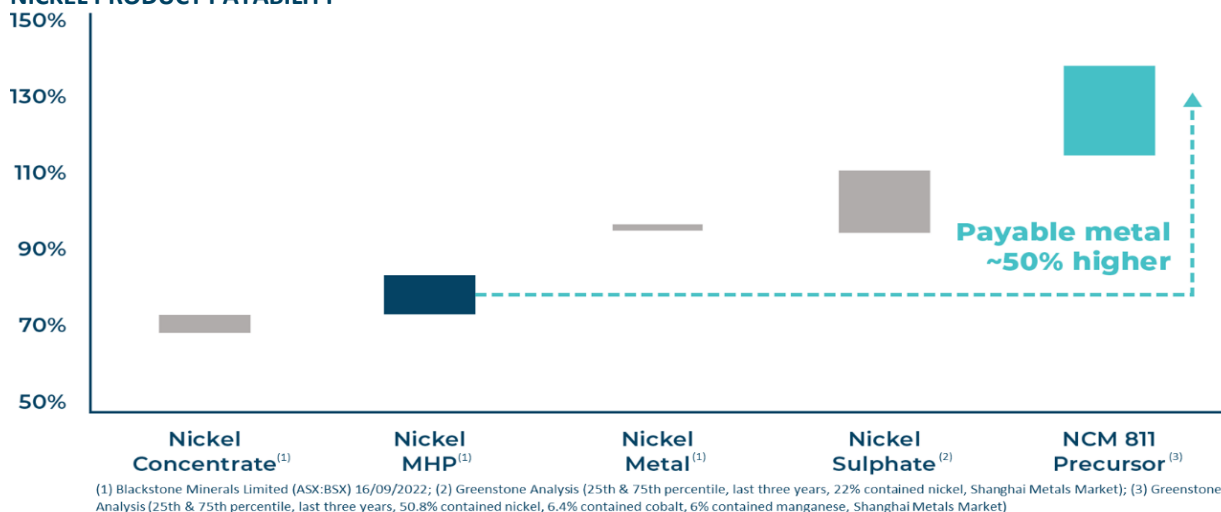 NICKEL PRODUCT PAYABILITY
150%
130%
110%
90%
70%
50%
Payable metal
~50% higher
Nickel
Concentrate(1)
Nickel
MHP(1)
Nickel
Metal(1)
Nickel
Sulphate(2)
NCM 811
Precursor(3)
(1) Blackstone Minerals Limited (ASX:BSX) 16/09/2022; (2) Greenstone Analysis (25th & 75th percentile, last three years, 22% contained nickel, Shanghai Metals Market); (3) Greenstone
Analysis (25th & 75th percentile, last three years, 50.8% contained nickel, 6.4% contained cobalt, 6% contained manganese, Shanghai Metals Market)